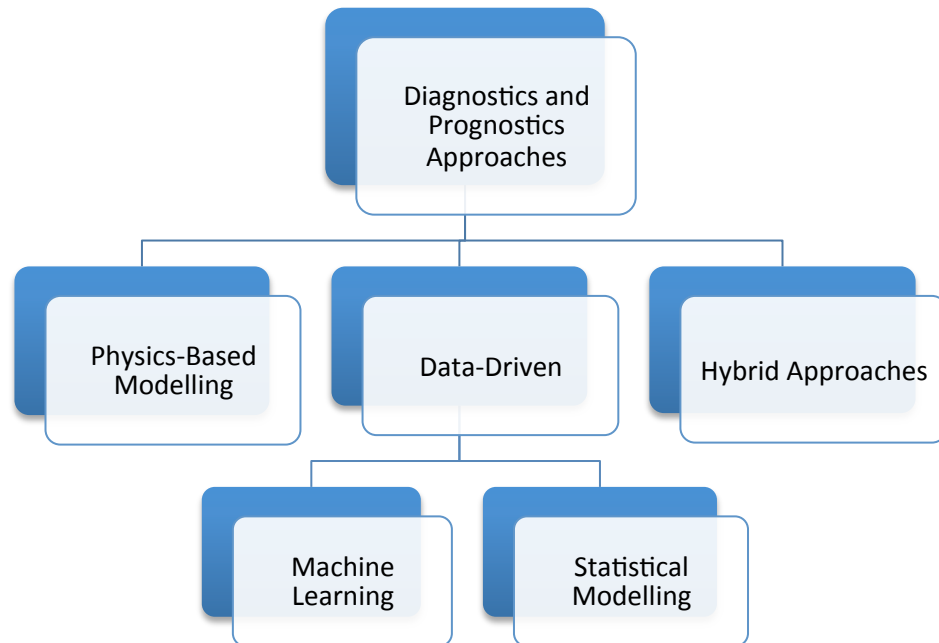 Diagnostics and
Prognostics
Approaches
Physics-Based
Modelling
Data-Driven
Hybrid Approaches
Machine
Learning
Statistical
Modelling